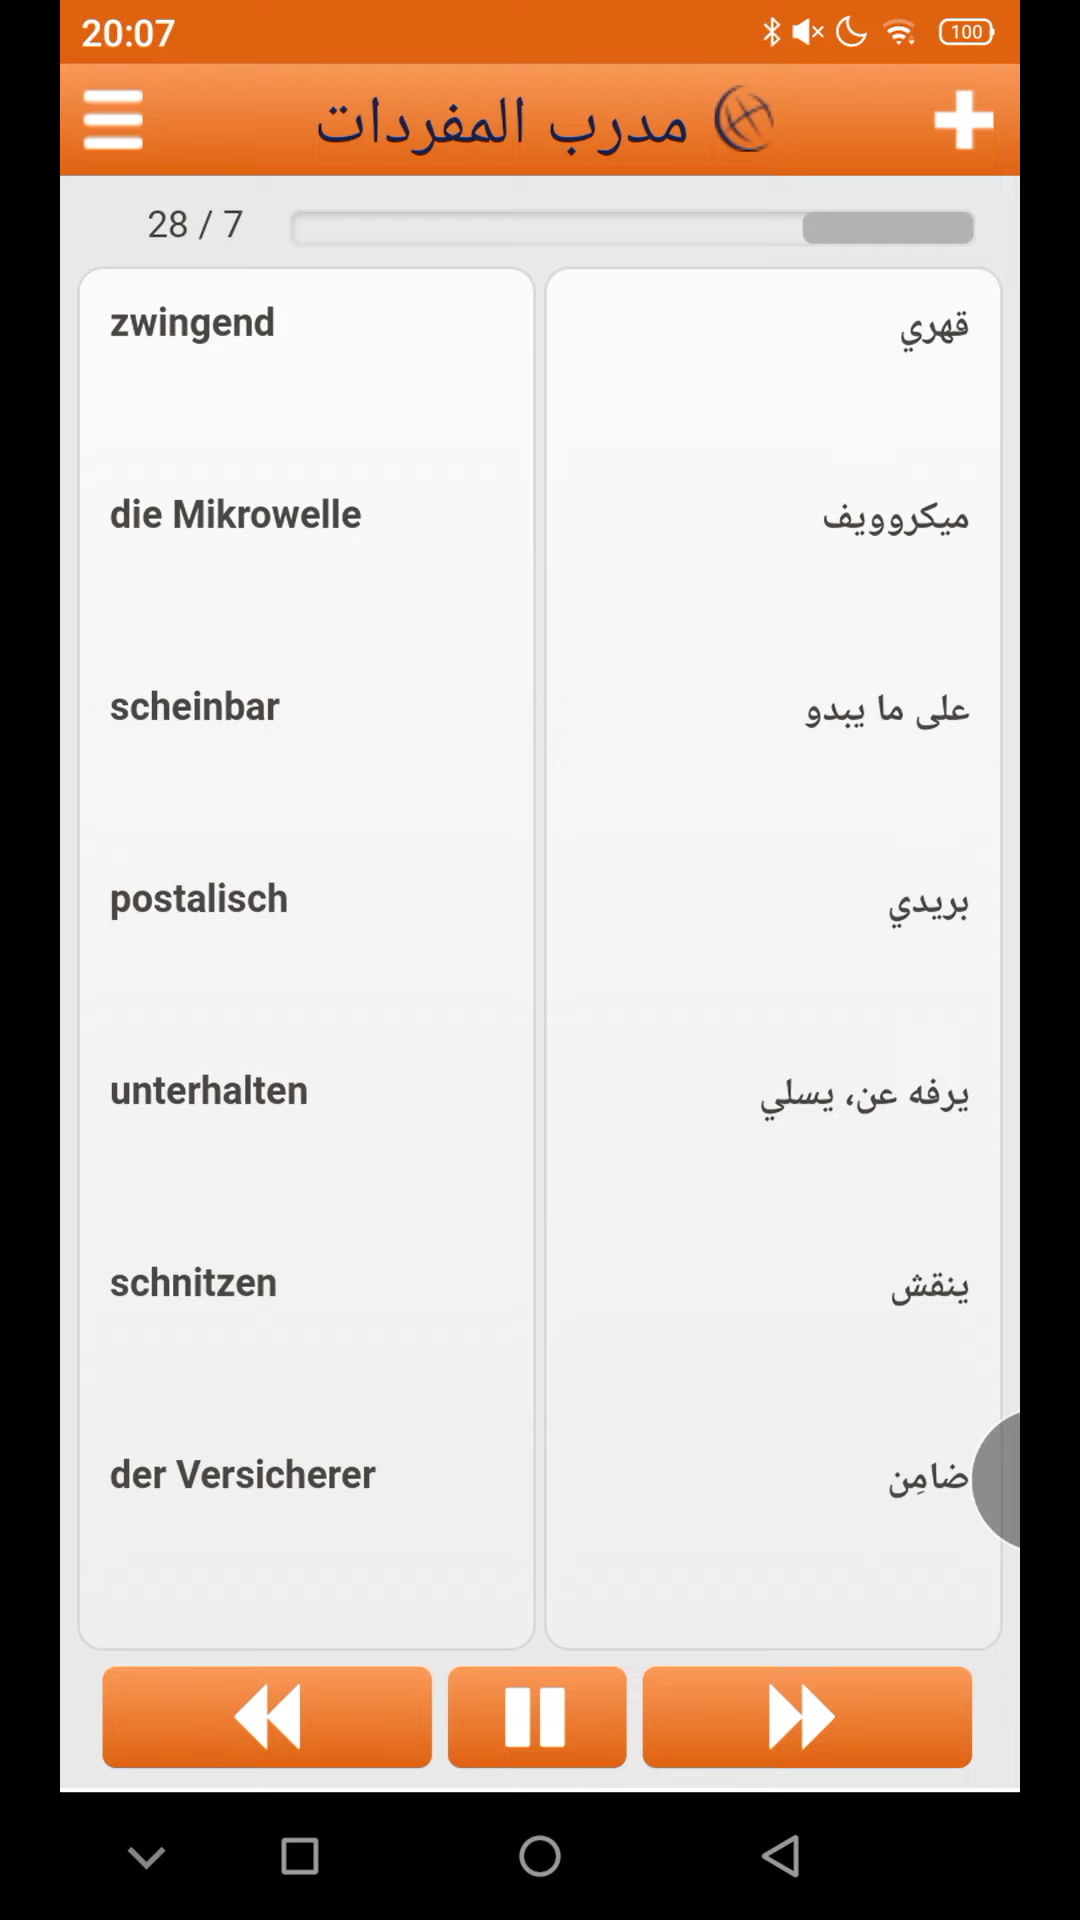 20:07
100
مدرب المفردات
28 / 7
zwingend
قهري
die Mikrowelle
ميكروويف
scheinbar
على ما يبدو
postalisch
بريدي
unterhalten
يرفه عن، يسلي
schnitzen
ينقش
der Versicherer
ضامِن